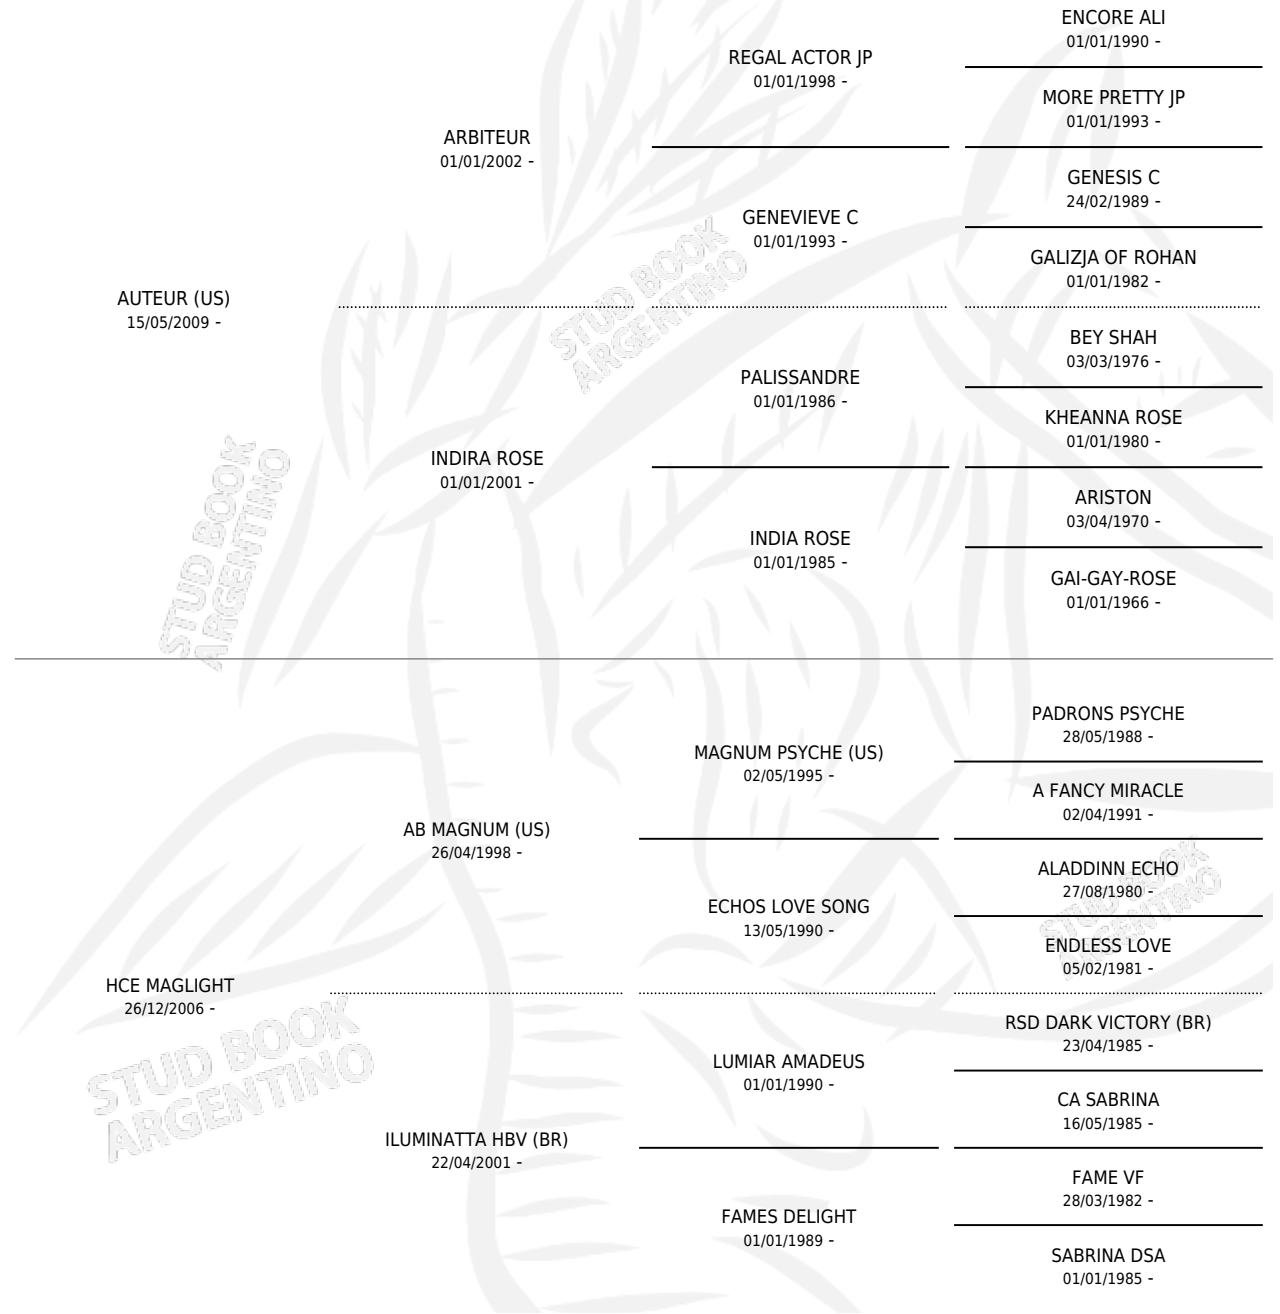 ENCORE ALI
01/01/1990 -
REGAL ACTOR JP
01/01/1998 -
MORE PRETTY JP
01/01/1993 -
ARBITEUR
01/01/2002 -
GENESIS C
24/02/1989 -
GENEVIEVE C
01/01/1993 -
GALIZJA OF ROHAN
01/01/1982 -
AUTEUR (US)
15/05/2009 -
STUD BOOK
ARGENTINO
BEY SHAH
03/03/1976 -
PALISSANDRE
01/01/1986 -
KHEANNA ROSE
01/01/1980 -
INDIRA ROSE
01/01/2001 -
ARISTON
03/04/1970 -
INDIA ROSE
01/01/1985 -
GAI-GAY-ROSE
01/01/1966 -
STUD BOOK
ARGENTINO
PADRONS PSYCHE
28/05/1988 -
MAGNUM PSYCHE (US)
02/05/1995 -
A FANCY MIRACLE
02/04/1991 -
AB MAGNUM (US)
26/04/1998 -
ALADDINN ECHO
27/08/1980 -
ECHOS LOVE SONG
13/05/1990 -
ENDLESS LOVE
05/02/1981 -
STUD BOOK
ARGENTINO
HCE MAGLIGHT
26/12/2006 -
RSD DARK VICTORY (BR)
23/04/1985 -
LUMIAR AMADEUS
01/01/1990 -
CA SABRINA
16/05/1985 -
STUD BOOK
ARGENTINO
ILUMINATTA HBV (BR)
22/04/2001 -
FAME VF
28/03/1982 -
FAMES DELIGHT
01/01/1989 -
SABRINA DSA
01/01/1985 -